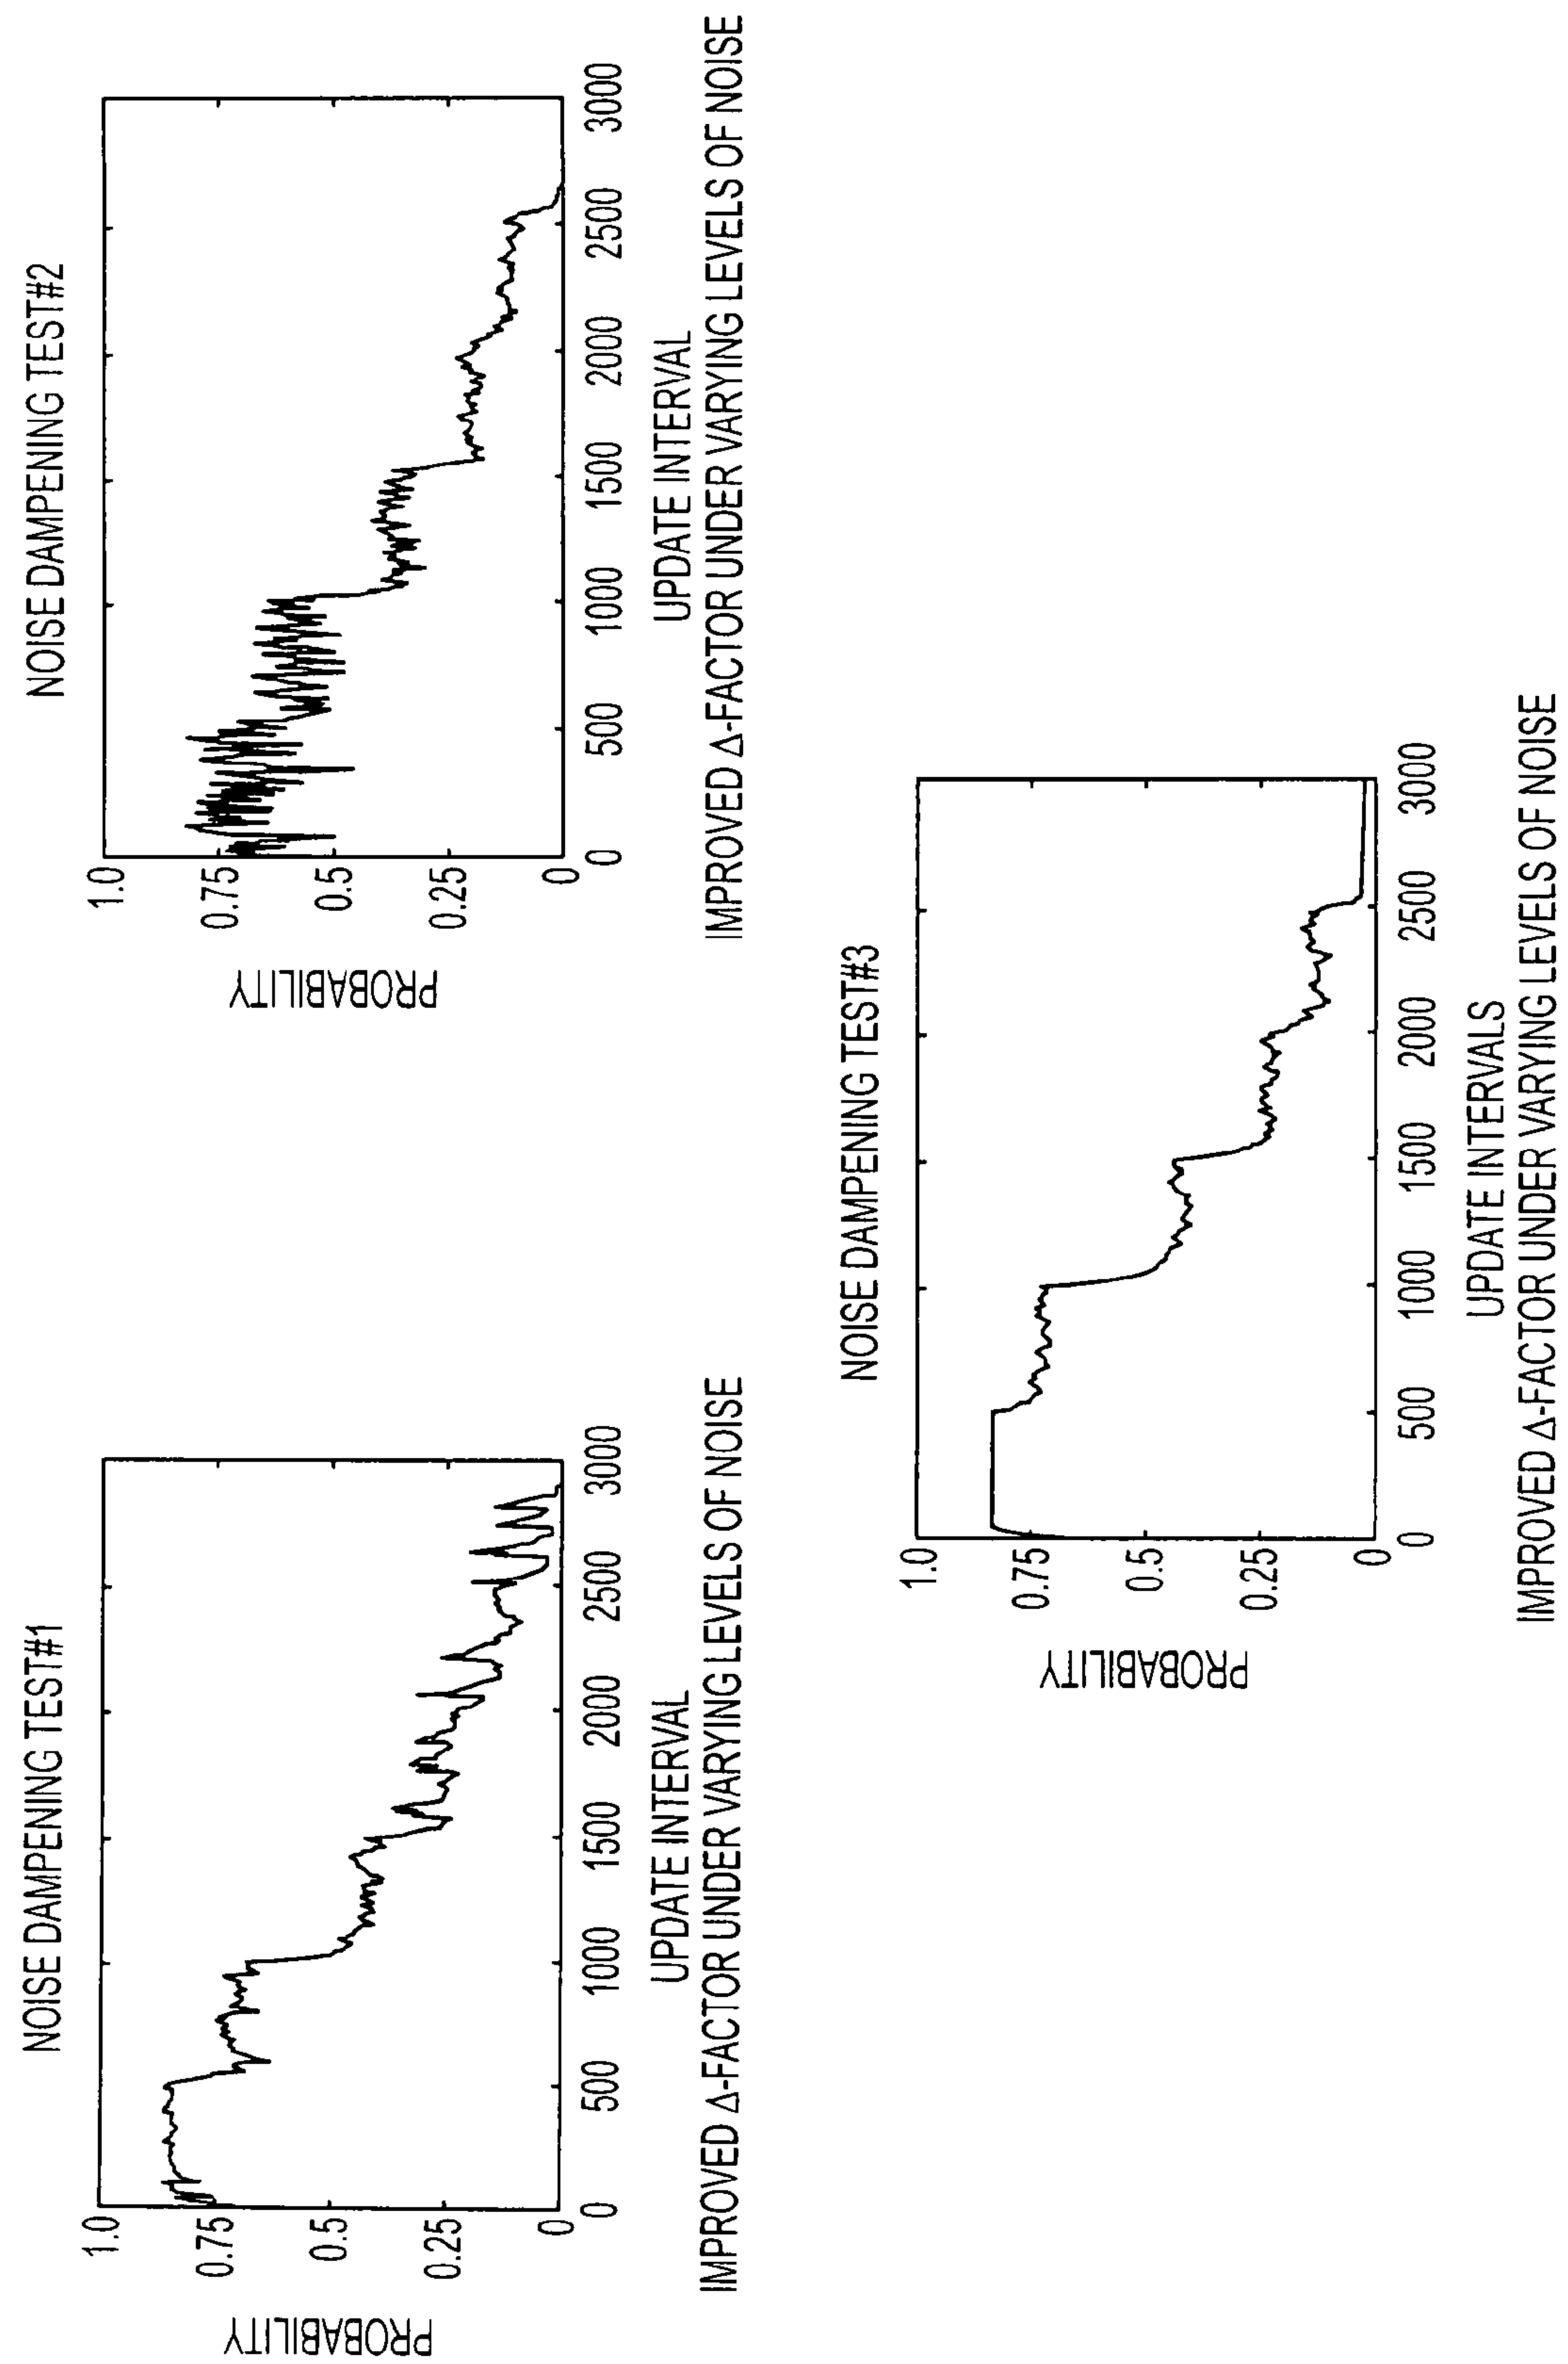 NOISE DAMPENING TEST#1
PROBABILITY
1.0
0.75
0.5
0.25
0
0 500 1000 1500 2000 2500 3000
UPDATE INTERVAL
IMPROVED Δ-FACTOR UNDER VARYING LEVELS OF NOISE
NOISE DAMPENING TEST#2
PROBABILITY
1.0
0.75
0.5
0.25
0
0 500 1000 1500 2000 2500 3000
UPDATE INTERVAL
IMPROVED Δ-FACTOR UNDER VARYING LEVELS OF NOISE
NOISE DAMPENING TEST#3
PROBABILITY
1.0
0.75
0.5
0.25
0
0 500 1000 1500 2000 2500 3000
UPDATE INTERVALS
IMPROVED Δ-FACTOR UNDER VARYING LEVELS OF NOISE